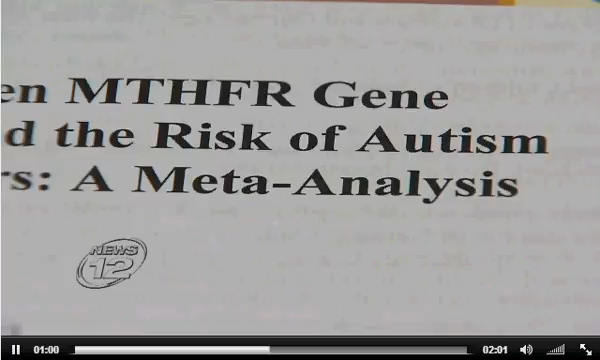 en MTHFR Gene
d the Risk of Autism
rs: A Meta-Analysis
NEWS
12
01:00
02:01